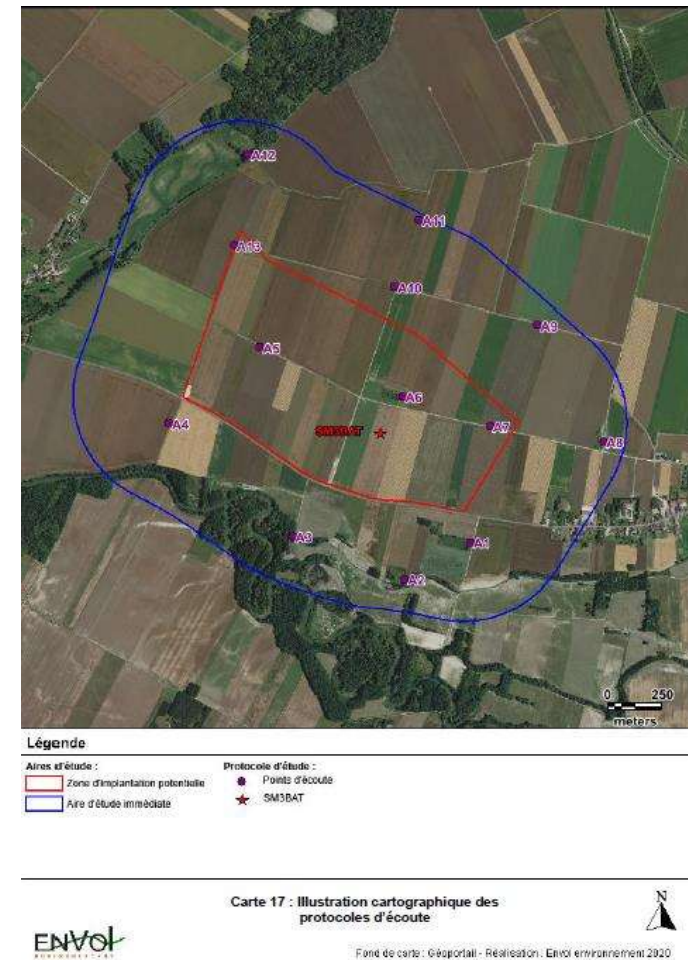 A12
A11
A13
A10
A9
A5
A6
A4
SM3BAT
A7
A8
A3
A1
A2
0 250
meters
Légende
Aires d'étude :
Zone d'implantation potentielle
Aire d'étude immédiate
Protocole d'étude :
Points d'écoute
SM3BAT
Carte 17 : Illustration cartographique des
protocoles d'écoute
N
ENVOL
ENVIRONNEMENT
Fond de carte : Géoportail - Réalisation : Envol environnement 2020